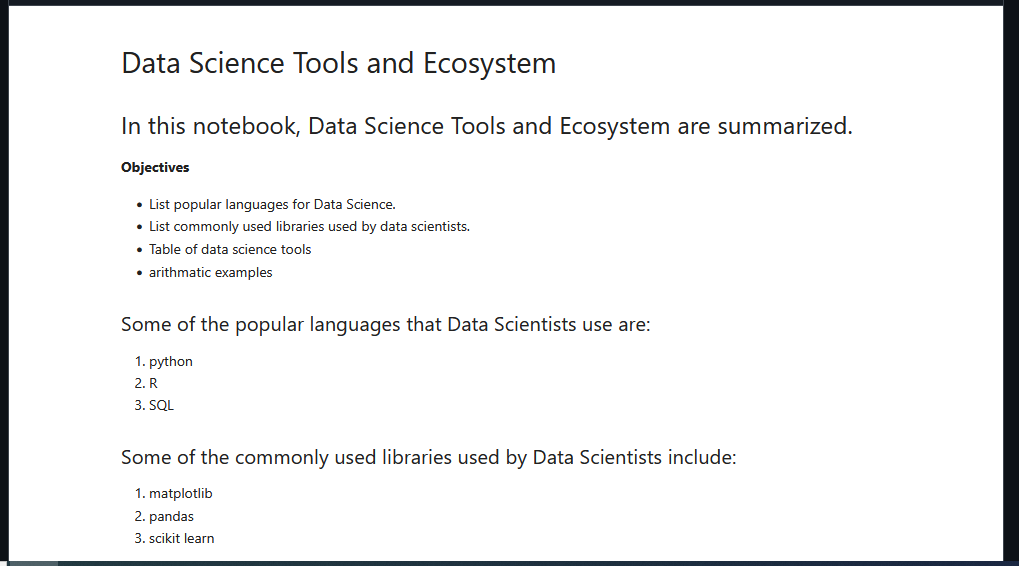 Data Science Tools and Ecosystem
In this notebook, Data Science Tools and Ecosystem are summarized.
Objectives
• List popular languages for Data Science.
• List commonly used libraries used by data scientists.
• Table of data science tools
• arithmatic examples
Some of the popular languages that Data Scientists use are:
1. python
2. R
3. SQL
Some of the commonly used libraries used by Data Scientists include:
1. matplotlib
2. pandas
3. scikit learn